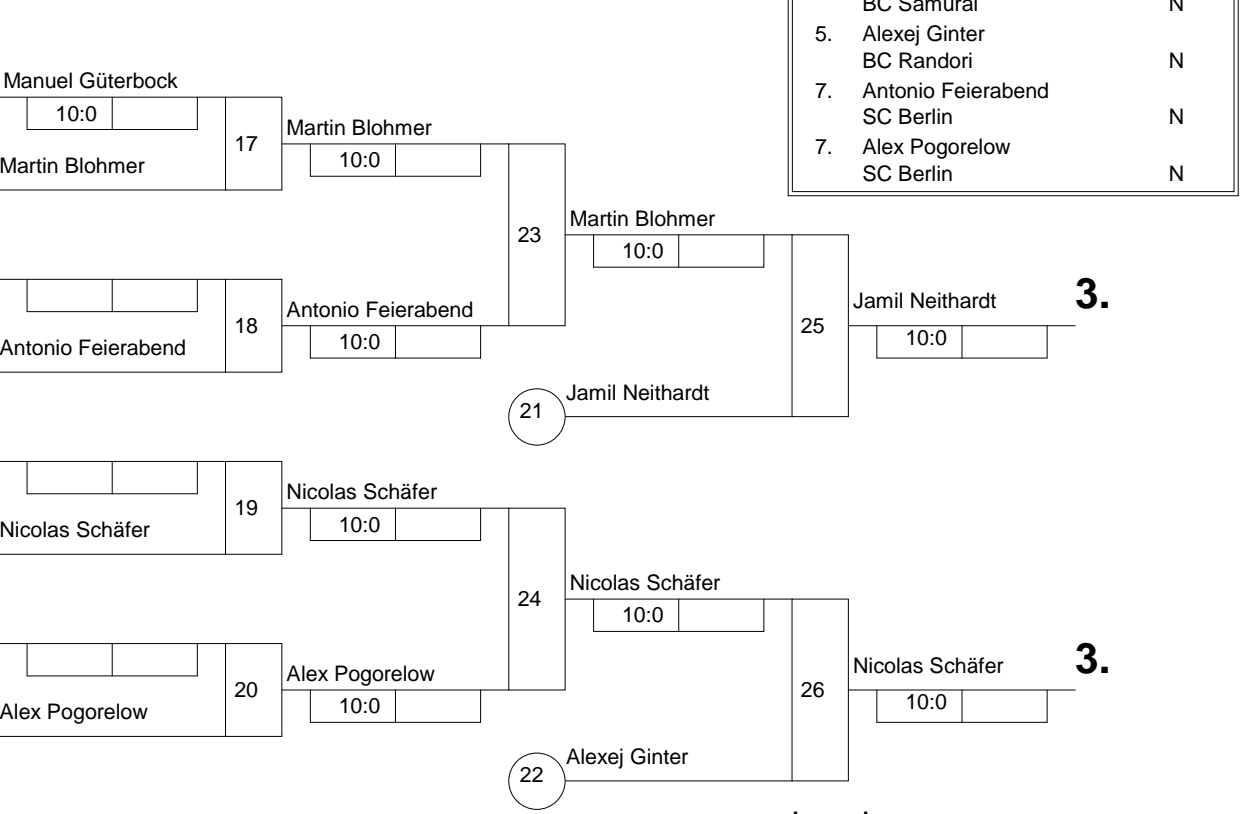 BC Samurai N
5. Alexej Ginter
BC Randori N
7. Antonio Feierabend
SC Berlin N
7. Alex Pogorelow
SC Berlin N
Manuel Güterbock
10:0
17
Martin Blohmer
Martin Blohmer
10:0
23
Martin Blohmer
10:0
18
Antonio Feierabend
Antonio Feierabend
10:0
25
Jamil Neithardt 3.
10:0
21
Jamil Neithardt
19
Nicolas Schäfer
Nicolas Schäfer
10:0
24
Nicolas Schäfer
10:0
20
Alex Pogorelow
Alex Pogorelow
10:0
26
Nicolas Schäfer 3.
10:0
22
Alexej Ginter